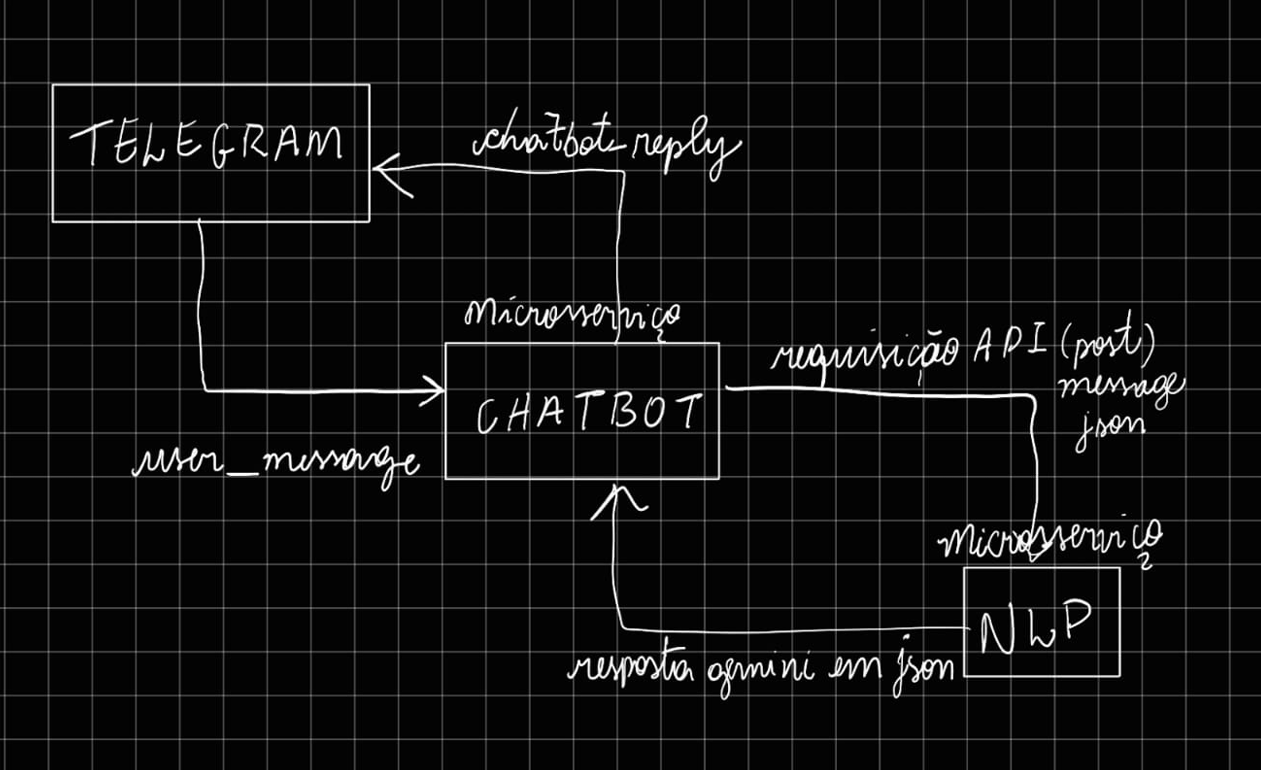 TELEGRAM
chatbot_reply
Microsserviço
requisição API (post)
message
json
CHATBOT
user_message
Microsserviço
NLP
resposta gemini em json